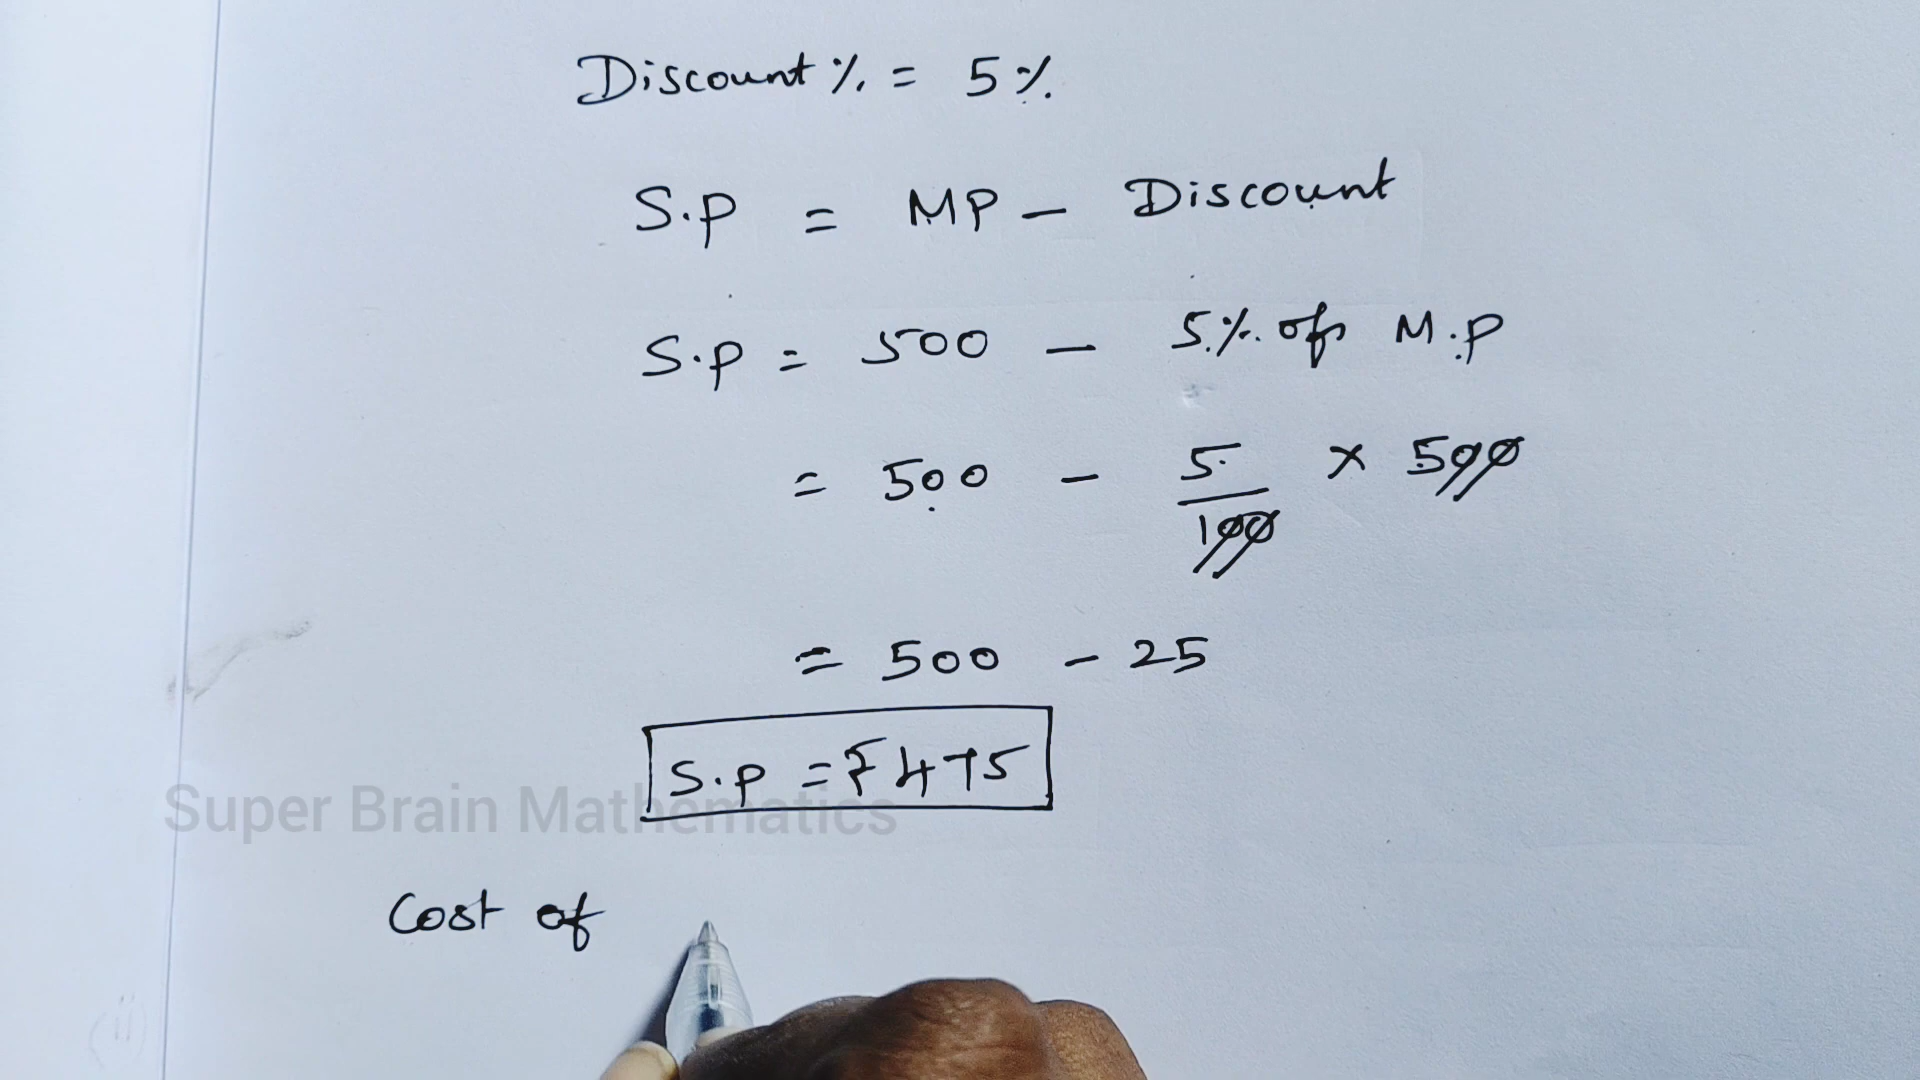 Discount % = 5%
S.P = MP - Discount
S.P = 500 - 5% of M.P
= 500 - 5/100 × 500
= 500 - 25
S.P = ₹475
Super Brain Mathematics
Cost of
(ii)